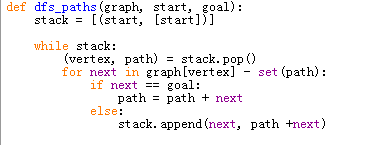 def dfs_paths(graph, start, goal):
    stack = [(start, [start])]

    while stack:
        (vertex, path) = stack.pop()
        for next in graph[vertex] - set(path):
            if next == goal:
                path = path + next
            else:
                stack.append(next, path +next)